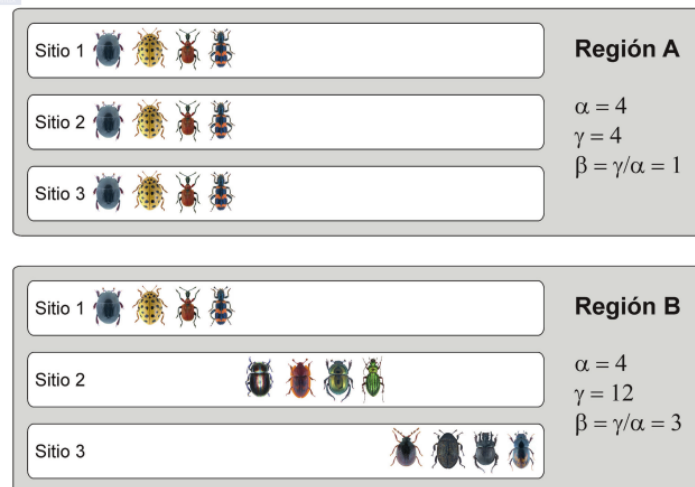 Sitio 1
Región A
Sitio 2
α = 4
γ = 4
β = γ/α = 1
Sitio 3
Sitio 1
Región B
Sitio 2
α = 4
γ = 12
β = γ/α = 3
Sitio 3